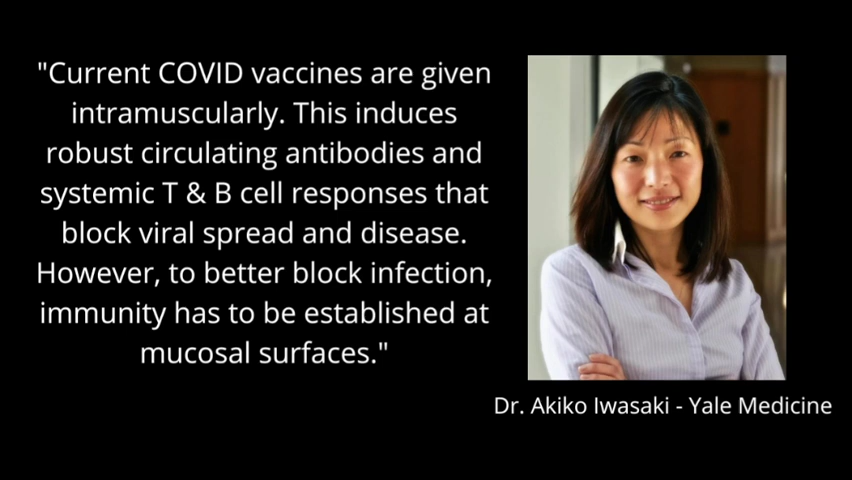 "Current COVID vaccines are given
intramuscularly. This induces
robust circulating antibodies and
systemic T & B cell responses that
block viral spread and disease.
However, to better block infection,
immunity has to be established at
mucosal surfaces."
Dr. Akiko Iwasaki - Yale Medicine